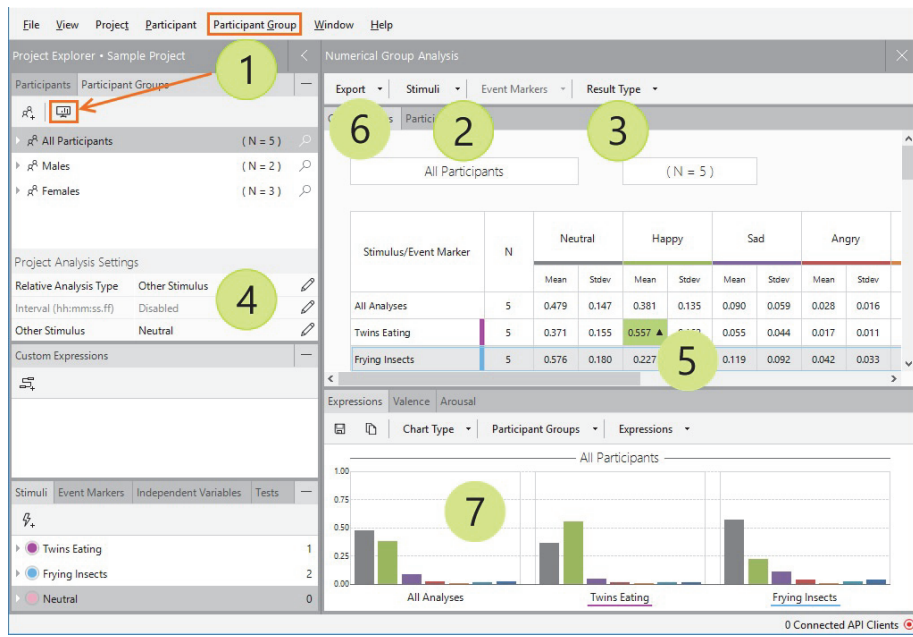 File View Project Participant Participant Group Window Help
Project Explorer • Sample Project
Numerical Group Analysis
1
Participants Participant Groups
Export Stimuli Event Markers Result Type
6
2
3
All Participants ( N = 5 )
Males ( N = 2 )
Females ( N = 3 )
All Participants ( N = 5 )
Stimulus/Event Marker N Neutral Happy Sad Angry
Mean Stdev Mean Stdev Mean Stdev Mean Stdev
All Analyses 5 0.479 0.147 0.381 0.135 0.090 0.059 0.028 0.016
Twins Eating 5 0.371 0.155 0.557 ▲ 0.055 0.044 0.017 0.011
Frying Insects 5 0.576 0.180 0.227 0.119 0.092 0.042 0.033
5
Project Analysis Settings
Relative Analysis Type Other Stimulus
Interval (hh:mm:ss.ff) Disabled
Other Stimulus Neutral
4
Custom Expressions
Expressions Valence Arousal
Chart Type Participant Groups Expressions
All Participants
1.00
0.75
0.50
0.25
0.00
7
All Analyses Twins Eating Frying Insects
Stimuli Event Markers Independent Variables Tests
Twins Eating 1
Frying Insects 2
Neutral 0
0 Connected API Clients